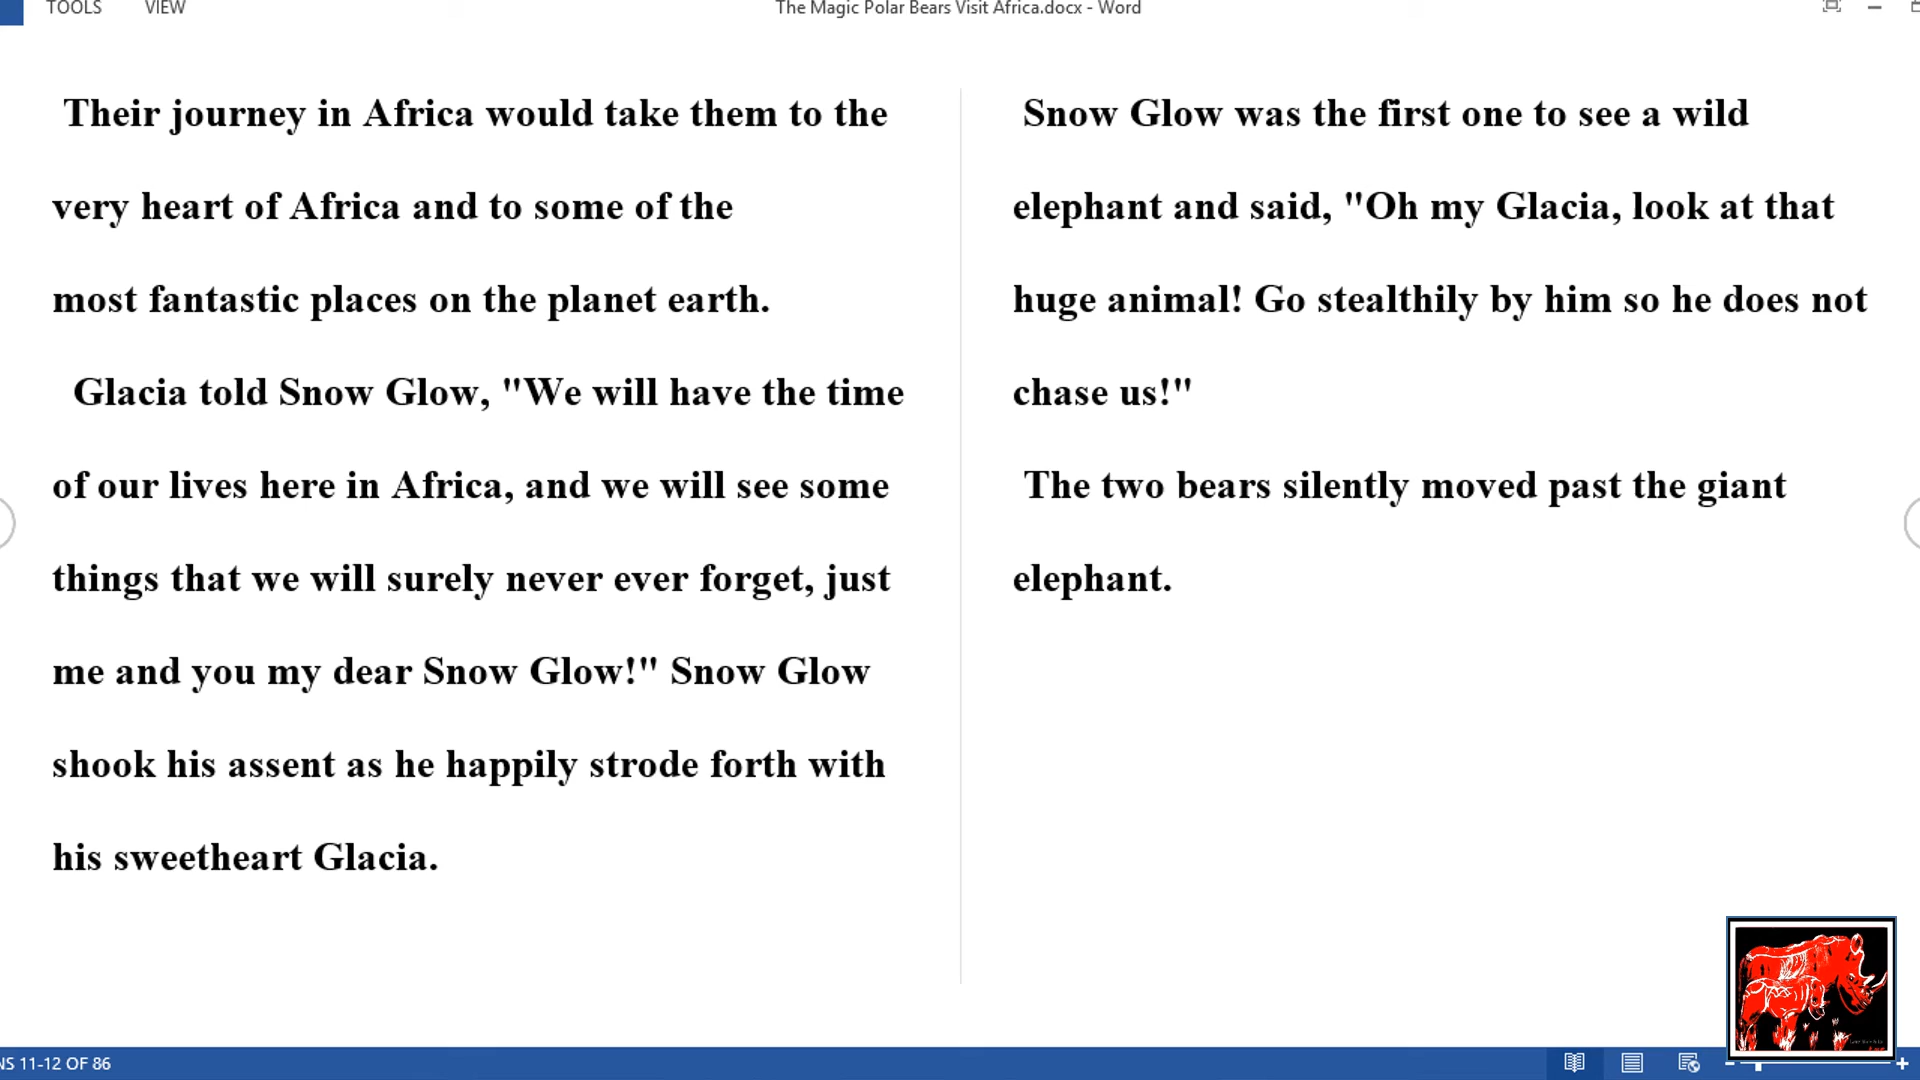 TOOLS VIEW
The Magic Polar Bears Visit Africa.docx - Word
Their journey in Africa would take them to the
very heart of Africa and to some of the
most fantastic places on the planet earth.
Glacia told Snow Glow, "We will have the time
of our lives here in Africa, and we will see some
things that we will surely never ever forget, just
me and you my dear Snow Glow!" Snow Glow
shook his assent as he happily strode forth with
his sweetheart Glacia.
Snow Glow was the first one to see a wild
elephant and said, "Oh my Glacia, look at that
huge animal! Go stealthily by him so he does not
chase us!"
The two bears silently moved past the giant
elephant.
NS 11-12 OF 86